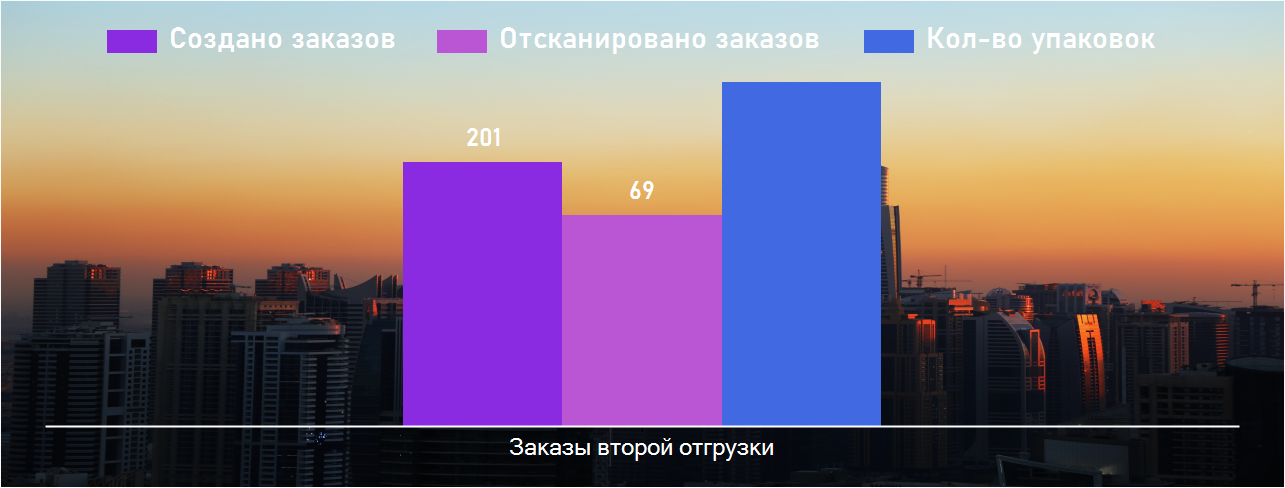 Создано заказов Отсканировано заказов Кол-во упаковок
201
69
Заказы второй отгрузки